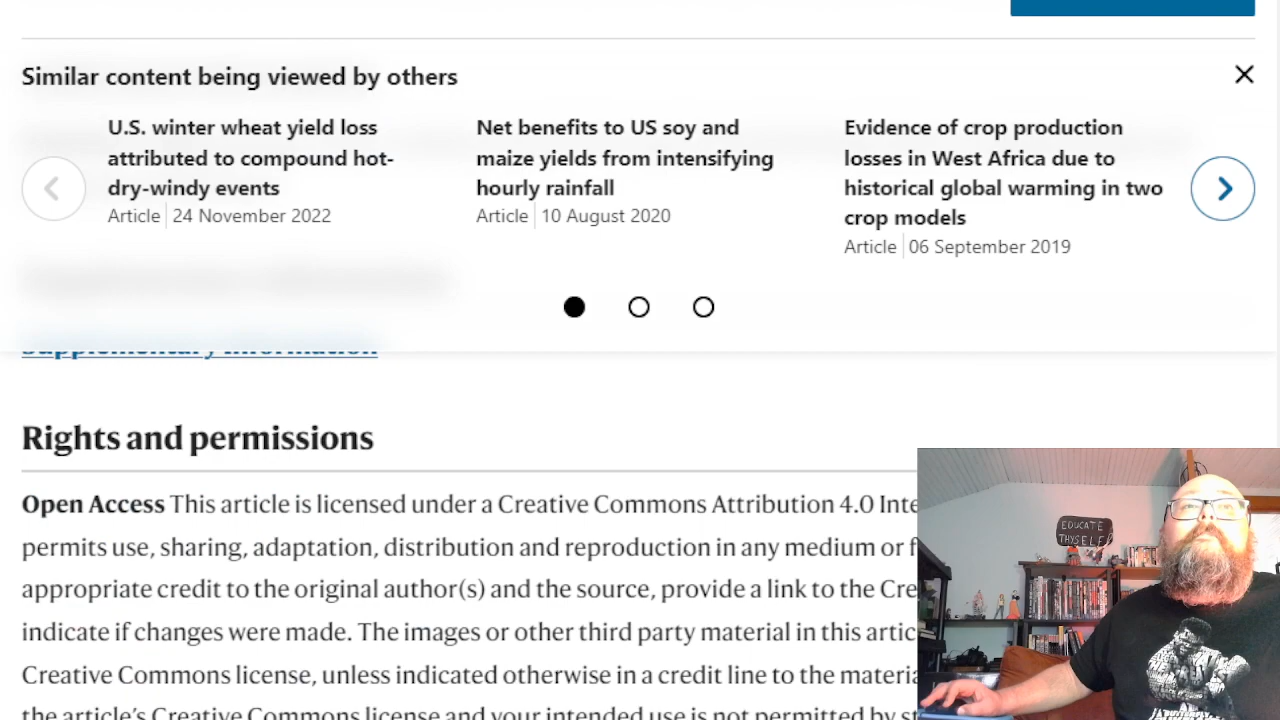 Similar content being viewed by others
U.S. winter wheat yield loss
attributed to compound hot-
dry-windy events
Article | 24 November 2022
Net benefits to US soy and
maize yields from intensifying
hourly rainfall
Article | 10 August 2020
Evidence of crop production
losses in West Africa due to
historical global warming in two
crop models
Article | 06 September 2019
Supplementary Information
Rights and permissions
Open Access This article is licensed under a Creative Commons Attribution 4.0 Inte
permits use, sharing, adaptation, distribution and reproduction in any medium or f
appropriate credit to the original author(s) and the source, provide a link to the Cre
indicate if changes were made. The images or other third party material in this artic
Creative Commons license, unless indicated otherwise in a credit line to the materia
the article's Creative Commons license and your intended use is not permitted by st
EDUCATE
THYSELF